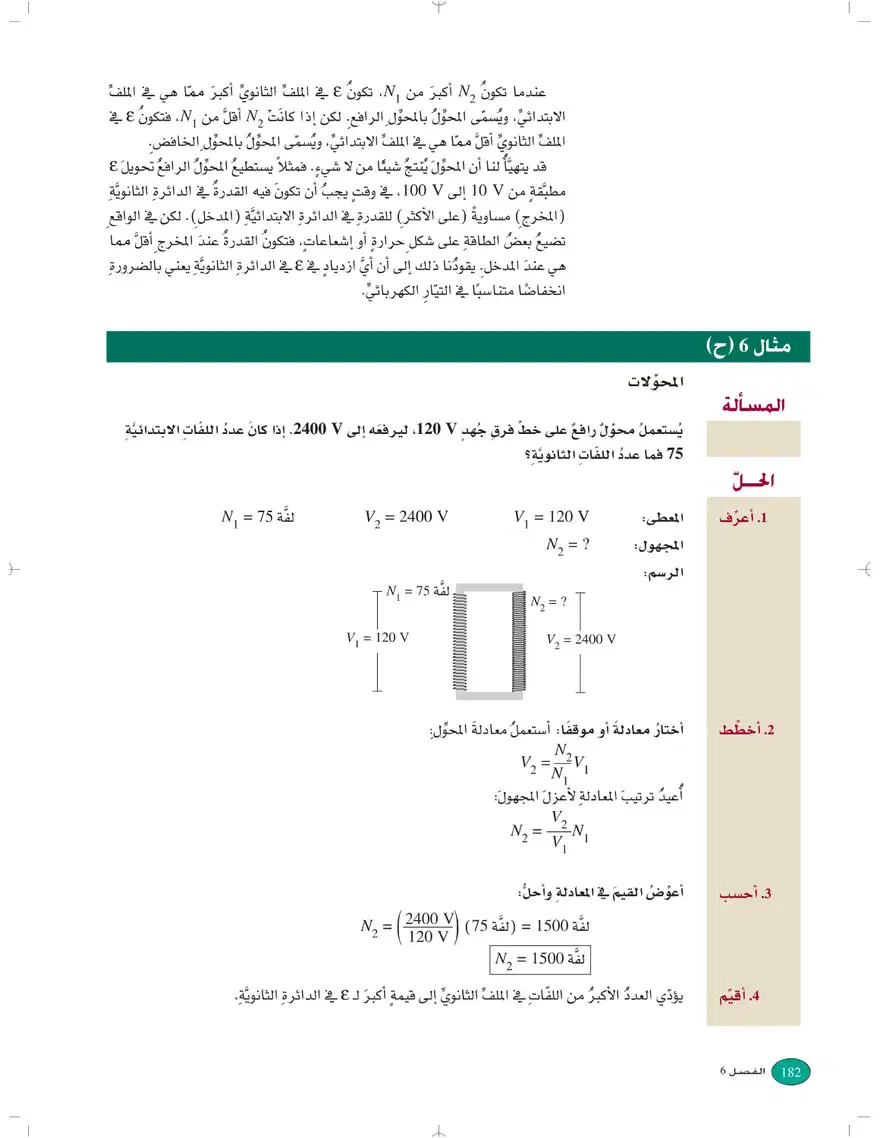 عندما تكونُ N2 أكبرَ من N1، تكونُ ε في الملفِّ الثانويِّ أكبرَ ممّا هي في الملفِّ
الابتدائيِّ، ويُسمّى المحوِّلُ بالمحوِّلِ الرافعِ. لكن إذا كانَتْ N2 أقلَّ من N1، فتكونُ ε في
الملفِّ الثانويِّ أقلَّ ممّا هي في الملفِّ الابتدائيِّ، ويُسمّى المحوِّلُ بالمحوِّلِ الخافضِ.
قد يتهيَّأُ لنا أن المحوِّلَ يُنتجُ شيئًا من لا شيءٍ. فمثلاً يستطيعُ المحوِّلُ الرافعُ تحويلَ ε
مطبَّقةٍ من 10 V إلى 100 V، في وقتٍ يجبُ أن تكونَ فيه القدرةُ في الدائرةِ الثانويَّةِ
(المخرجِ) مساويةً (على الأكثرِ) للقدرةِ في الدائرةِ الابتدائيَّةِ (المدخلِ). لكن في الواقعِ
تضيعُ بعضُ الطاقةِ على شكلِ حرارةٍ أو إشعاعاتٍ، فتكونُ القدرةُ عندَ المخرجِ أقلَّ مما
هي عندَ المدخلِ. يقودُنا ذلك إلى أن أيَّ ازديادٍ في ε في الدائرةِ الثانويَّةِ يعني بالضرورةِ
انخفاضًا متناسبًا في التيّارِ الكهربائيِّ.
مثال 6 (ح)
المحوّلات
المسألة
يُستعملُ محوّلٌ رافعٌ على خطِّ فرقِ جُهدٍ 120 V، ليرفعَه إلى 2400 V. إذا كانَ عددُ اللفّاتِ الابتدائيَّةِ
75 فما عددُ اللفّاتِ الثانويَّةِ؟
الحـــلّ
1. أعرّف
المعطى: V1 = 120 V V2 = 2400 V N1 = 75 لفَّة
المجهول: N2 = ?
الرسم:
N1 = 75 لفَّة
N2 = ?
V1 = 120 V
V2 = 2400 V
2. أخطّط
أختارُ معادلةً أو موقفًا: أستعملُ معادلةَ المحوِّلِ:
V2 = N2/N1 V1
أُعيدُ ترتيبَ المعادلةِ لأعزلَ المجهولَ:
N2 = V2/V1 N1
3. أحسب
أعوّضُ القيمَ في المعادلةِ وأحلُّ:
N2 = (2400 V/120 V) (75 لفَّة) = 1500 لفَّة
N2 = 1500 لفَّة
4. أقيّم
يؤدّي العددُ الأكبرُ من اللفّاتِ في الملفِّ الثانويِّ إلى قيمةٍ أكبرَ لـ ε في الدائرةِ الثانويَّةِ.
182 الفـصـل 6